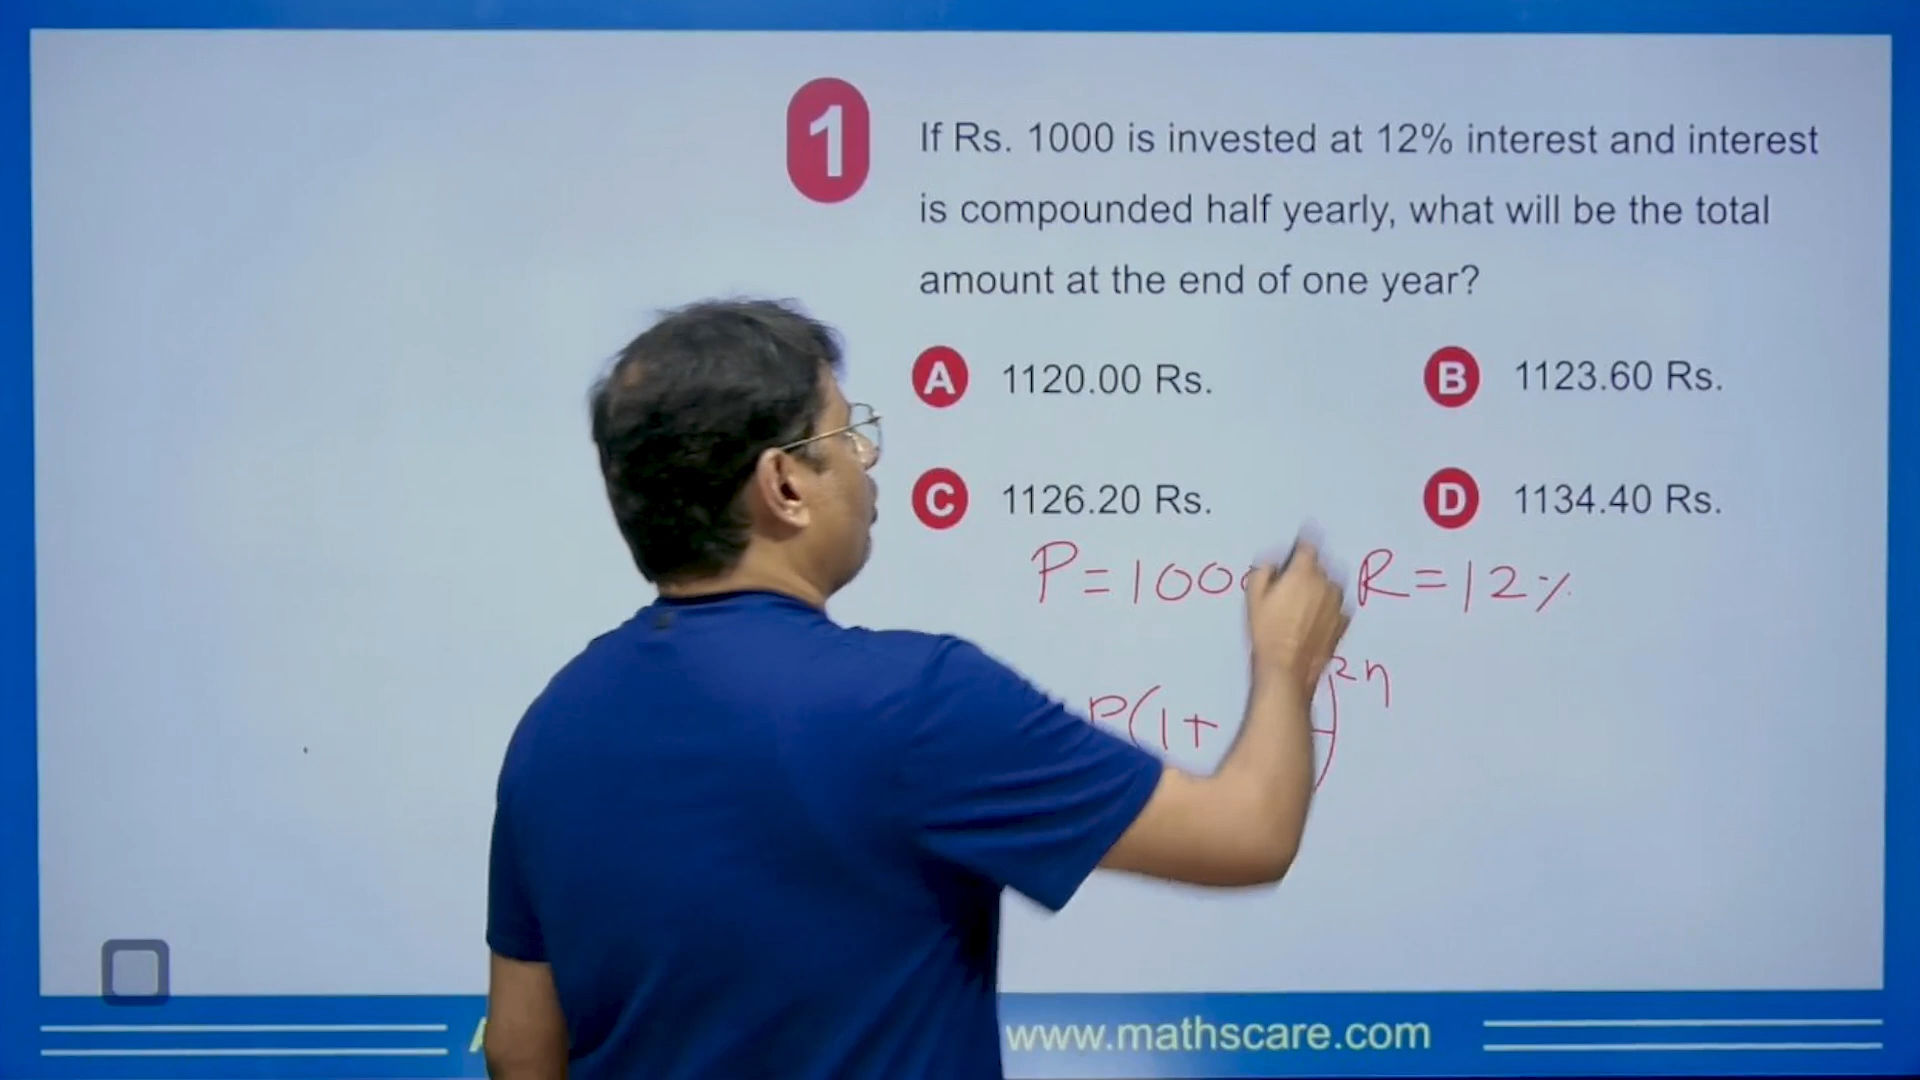 1
If Rs. 1000 is invested at 12% interest and interest
is compounded half yearly, what will be the total
amount at the end of one year?
A 1120.00 Rs.
B 1123.60 Rs.
C 1126.20 Rs.
D 1134.40 Rs.
P=100 R=12%
P(1+ )2n
www.mathscare.com